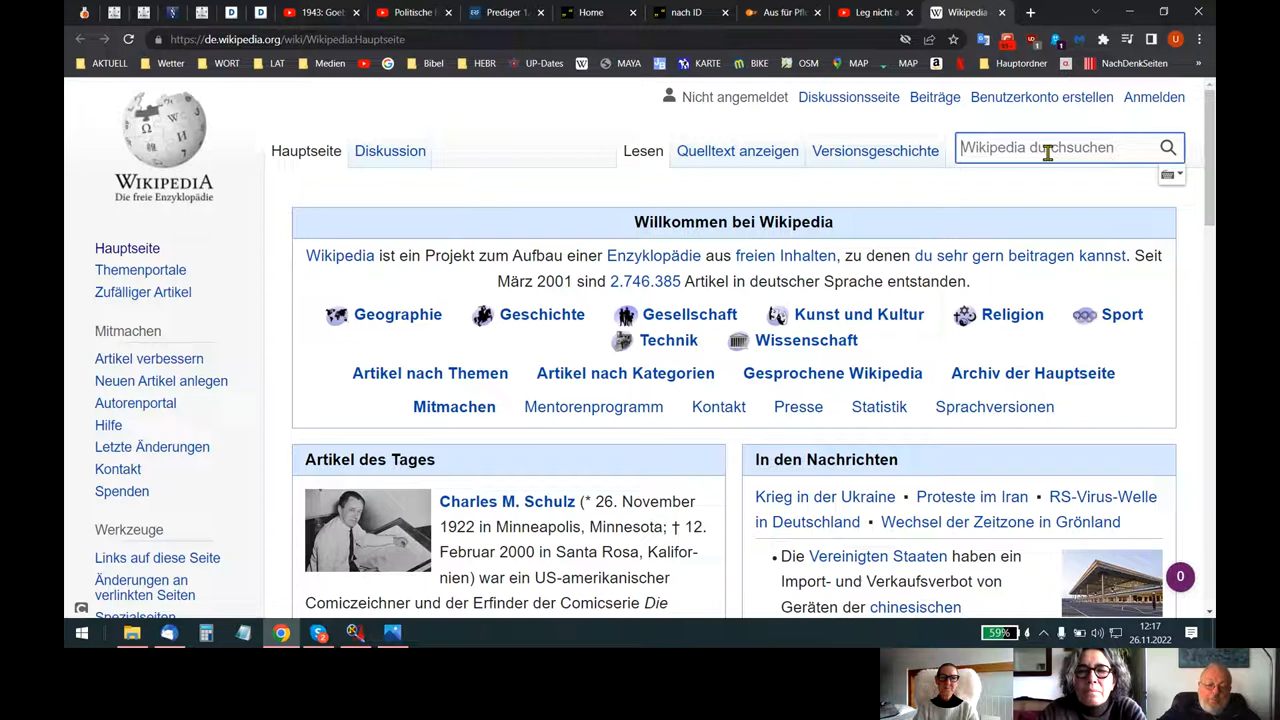 1943: Goet
Politische
Prediger 1
Home
nach ID
Aus für Pfle
Leg nicht a
Wikipedia
https://de.wikipedia.org/wiki/Wikipedia:Hauptseite
AKTUELL Wetter WORT LAT Medien Bibel HEBR UP-Dates MAYA KARTE BIKE OSM MAP MAP Hauptordner NachDenkSeiten »
Nicht angemeldet Diskussionsseite Beiträge Benutzerkonto erstellen Anmelden
Hauptseite Diskussion Lesen Quelltext anzeigen Versionsgeschichte Wikipedia durchsuchen
WIKIPEDIA
Die freie Enzyklopädie
Hauptseite
Themenportale
Zufälliger Artikel
Mitmachen
Artikel verbessern
Neuen Artikel anlegen
Autorenportal
Hilfe
Letzte Änderungen
Kontakt
Spenden
Werkzeuge
Links auf diese Seite
Änderungen an
verlinkten Seiten
Spezialseiten
Willkommen bei Wikipedia
Wikipedia ist ein Projekt zum Aufbau einer Enzyklopädie aus freien Inhalten, zu denen du sehr gern beitragen kannst. Seit
März 2001 sind 2.746.385 Artikel in deutscher Sprache entstanden.
Geographie Geschichte Gesellschaft Kunst und Kultur Religion Sport
Technik Wissenschaft
Artikel nach Themen Artikel nach Kategorien Gesprochene Wikipedia Archiv der Hauptseite
Mitmachen Mentorenprogramm Kontakt Presse Statistik Sprachversionen
Artikel des Tages
Charles M. Schulz (* 26. November
1922 in Minneapolis, Minnesota; † 12.
Februar 2000 in Santa Rosa, Kalifor-
nien) war ein US-amerikanischer
Comiczeichner und der Erfinder der Comicserie Die
In den Nachrichten
Krieg in der Ukraine ▪ Proteste im Iran ▪ RS-Virus-Welle
in Deutschland ▪ Wechsel der Zeitzone in Grönland
• Die Vereinigten Staaten haben ein
Import- und Verkaufsverbot von
Geräten der chinesischen
0
59%
12:17
26.11.2022